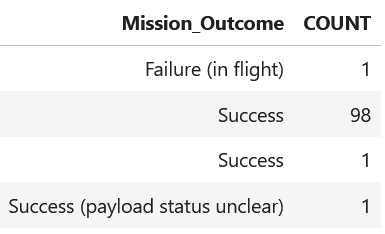 Mission_Outcome COUNT
Failure (in flight) 1
Success 98
Success 1
Success (payload status unclear) 1